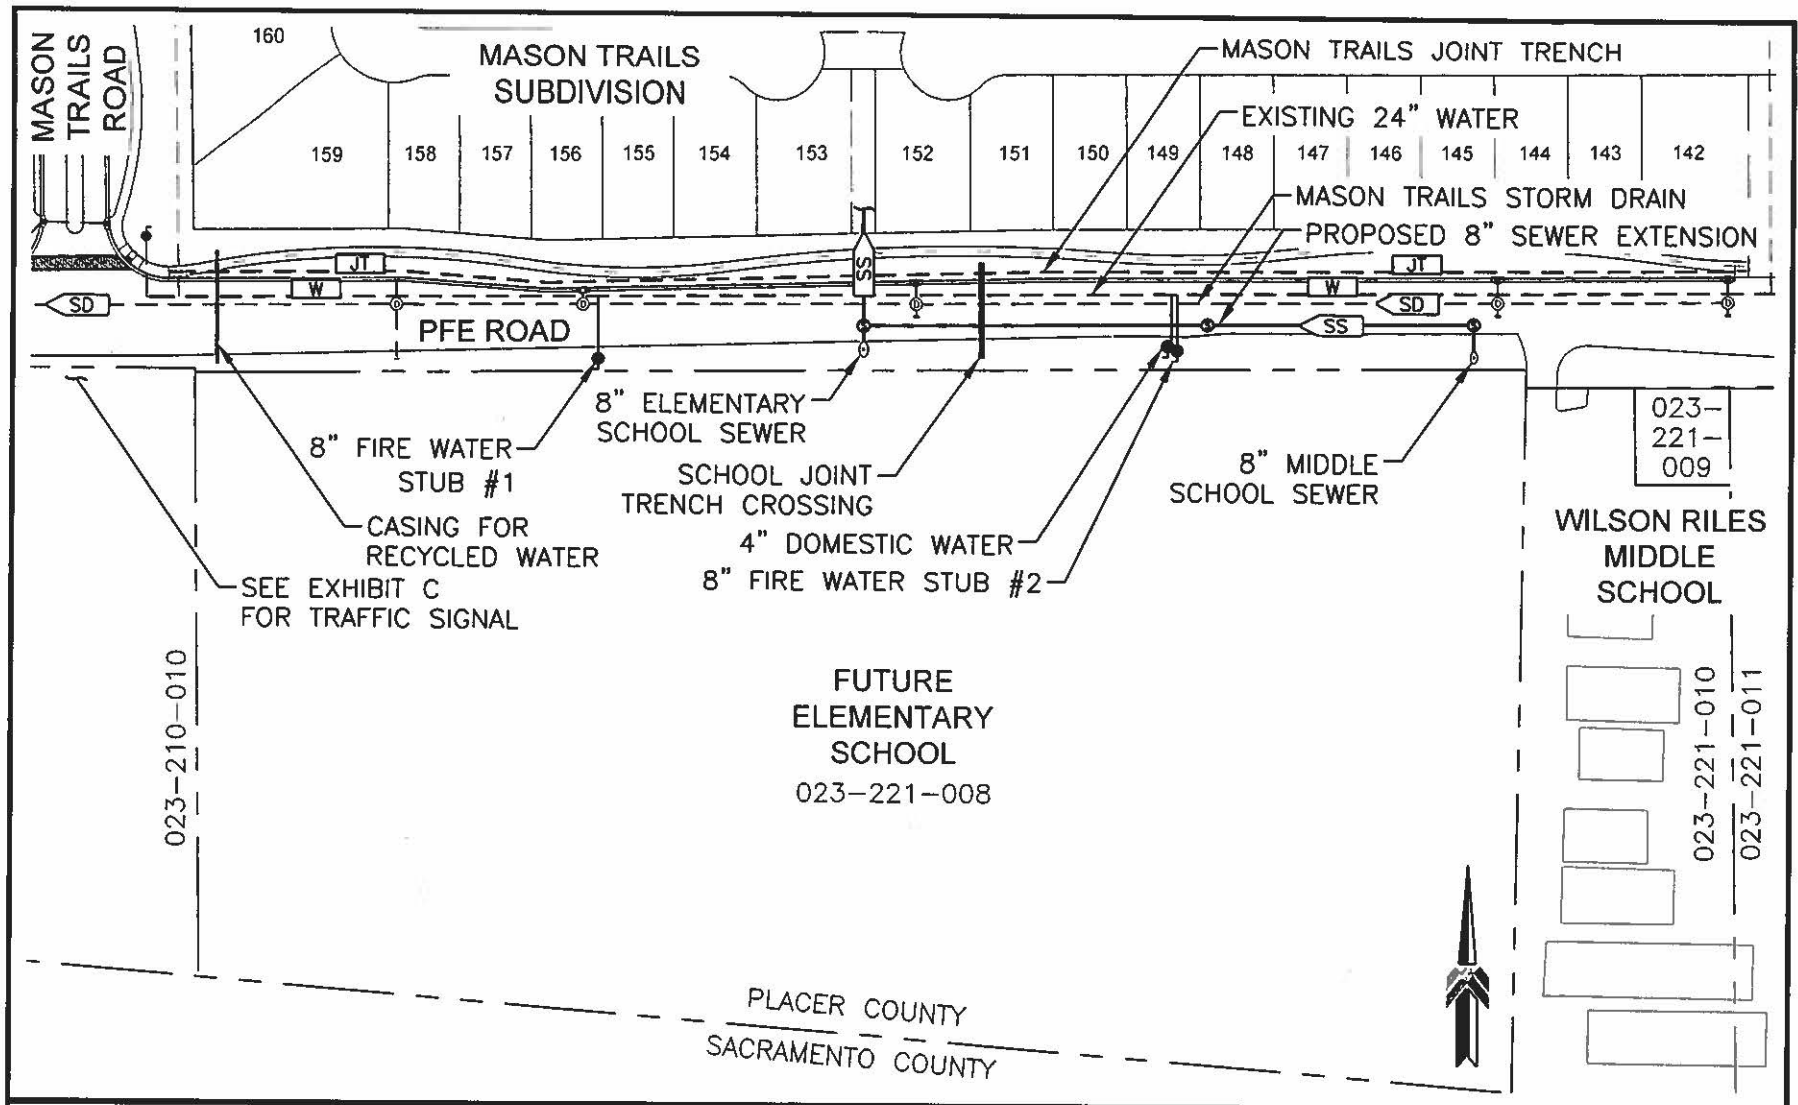 MASON
TRAILS
ROAD
160
MASON TRAILS
SUBDIVISION
MASON TRAILS JOINT TRENCH
EXISTING 24" WATER
159
158
157
156
155
154
153
152
151
150
149
148
147
146
145
144
143
142
MASON TRAILS STORM DRAIN
PROPOSED 8" SEWER EXTENSION
JT
SS
JT
W
W
SD
SD
PFE ROAD
SS
8" ELEMENTARY
SCHOOL SEWER
8" FIRE WATER
STUB #1
SCHOOL JOINT
TRENCH CROSSING
8" MIDDLE
SCHOOL SEWER
023-
221-
009
CASING FOR
RECYCLED WATER
4" DOMESTIC WATER
8" FIRE WATER STUB #2
WILSON RILES
MIDDLE
SCHOOL
SEE EXHIBIT C
FOR TRAFFIC SIGNAL
023-210-010
FUTURE
ELEMENTARY
SCHOOL
023-221-008
023-221-010
023-221-011
PLACER COUNTY
SACRAMENTO COUNTY